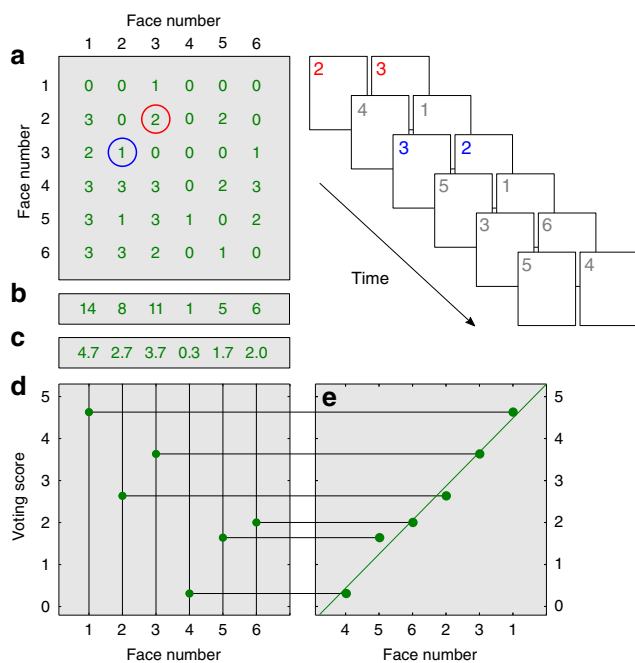 Face number
1 2 3 4 5 6
a
Face number
1 0 0 1 0 0 0
2 3 0 2 0 2 0
3 2 1 0 0 0 1
4 3 3 3 0 2 3
5 3 1 3 1 0 2
6 3 3 2 0 1 0
2 3
4 1
3 2
5 1
3 6
5 4
Time
b
14 8 11 1 5 6
c
4.7 2.7 3.7 0.3 1.7 2.0
d
Voting score
5
4
3
2
1
0
1 2 3 4 5 6
Face number
e
5
4
3
2
1
0
4 5 6 2 3 1
Face number